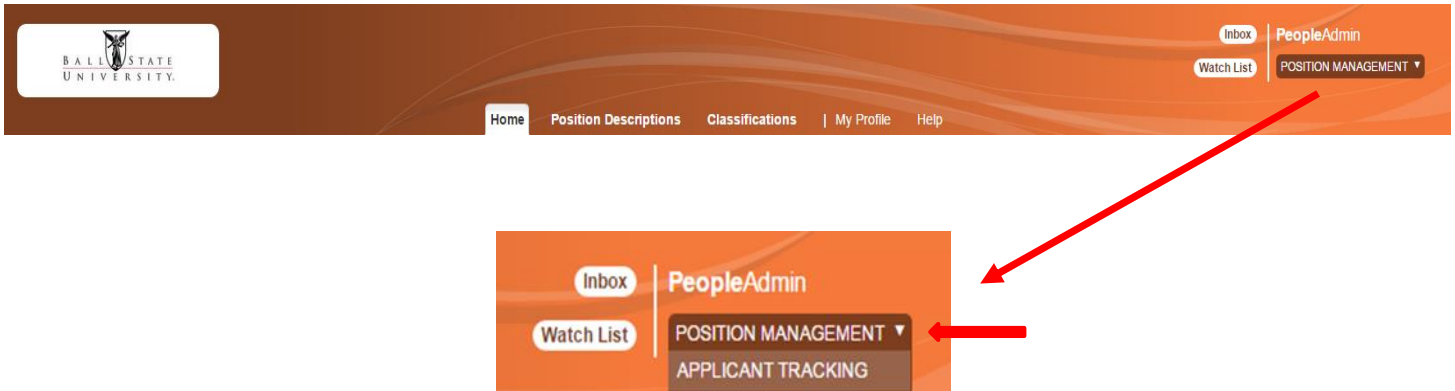 BALL STATE
UNIVERSITY.
Inbox
PeopleAdmin
Watch List
POSITION MANAGEMENT ▼
Home Position Descriptions Classifications | My Profile Help
Inbox
PeopleAdmin
Watch List
POSITION MANAGEMENT ▼
APPLICANT TRACKING